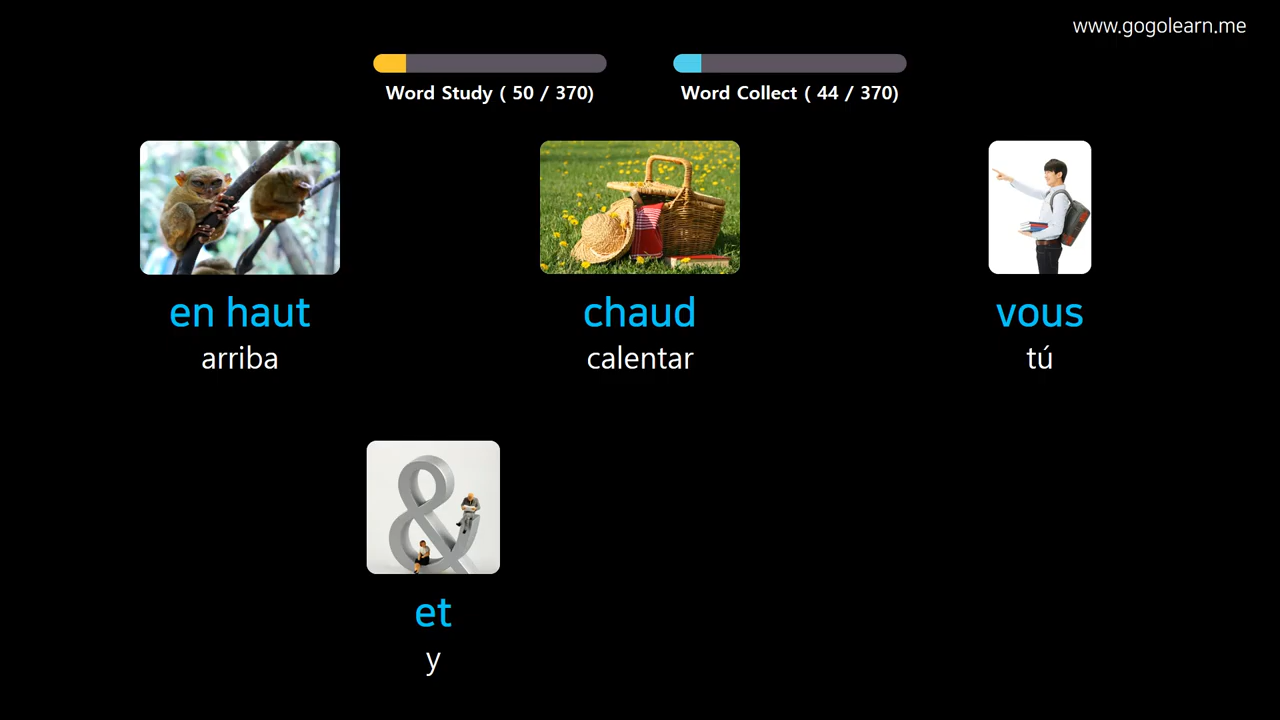 www.gogolearn.me
Word Study ( 50 / 370)
Word Collect ( 44 / 370)
en haut
arriba
chaud
calentar
vous
tú
&
et
y